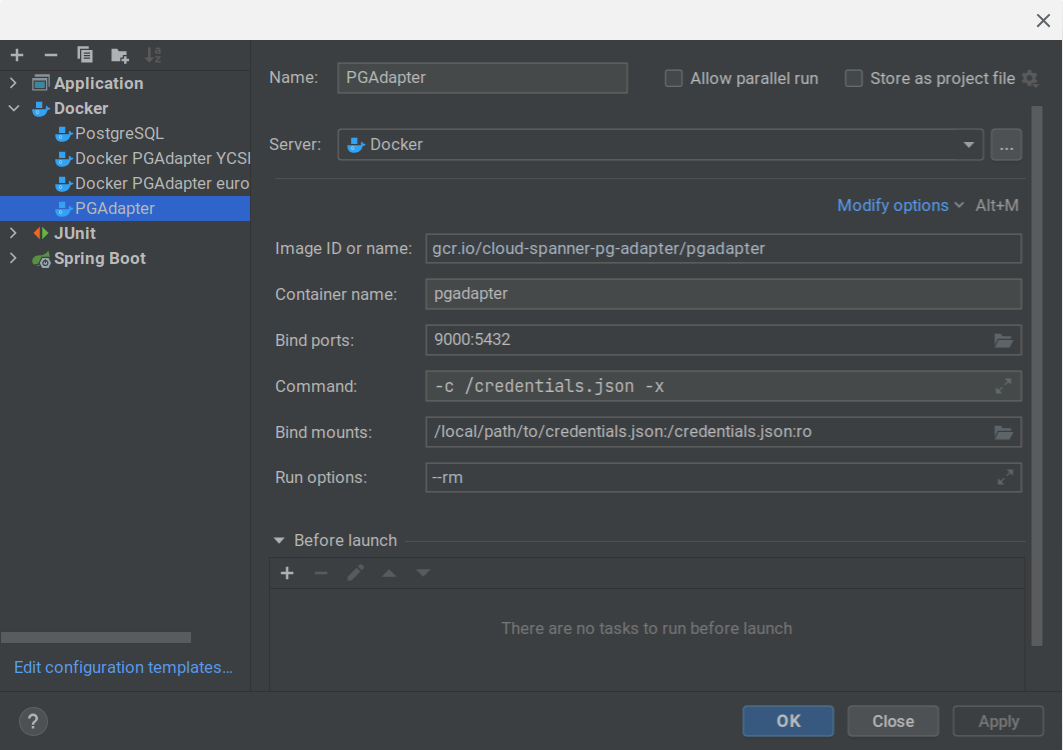 Application
Docker
PostgreSQL
Docker PGAdapter YCS
Docker PGAdapter euro
PGAdapter
JUnit
Spring Boot
Edit configuration templates...
Name: PGAdapter Allow parallel run Store as project file
Server: Docker ...
Modify options Alt+M
Image ID or name: gcr.io/cloud-spanner-pg-adapter/pgadapter
Container name: pgadapter
Bind ports: 9000:5432
Command: -c /credentials.json -x
Bind mounts: /local/path/to/credentials.json:/credentials.json:ro
Run options: --rm
Before launch
There are no tasks to run before launch
? OK Close Apply